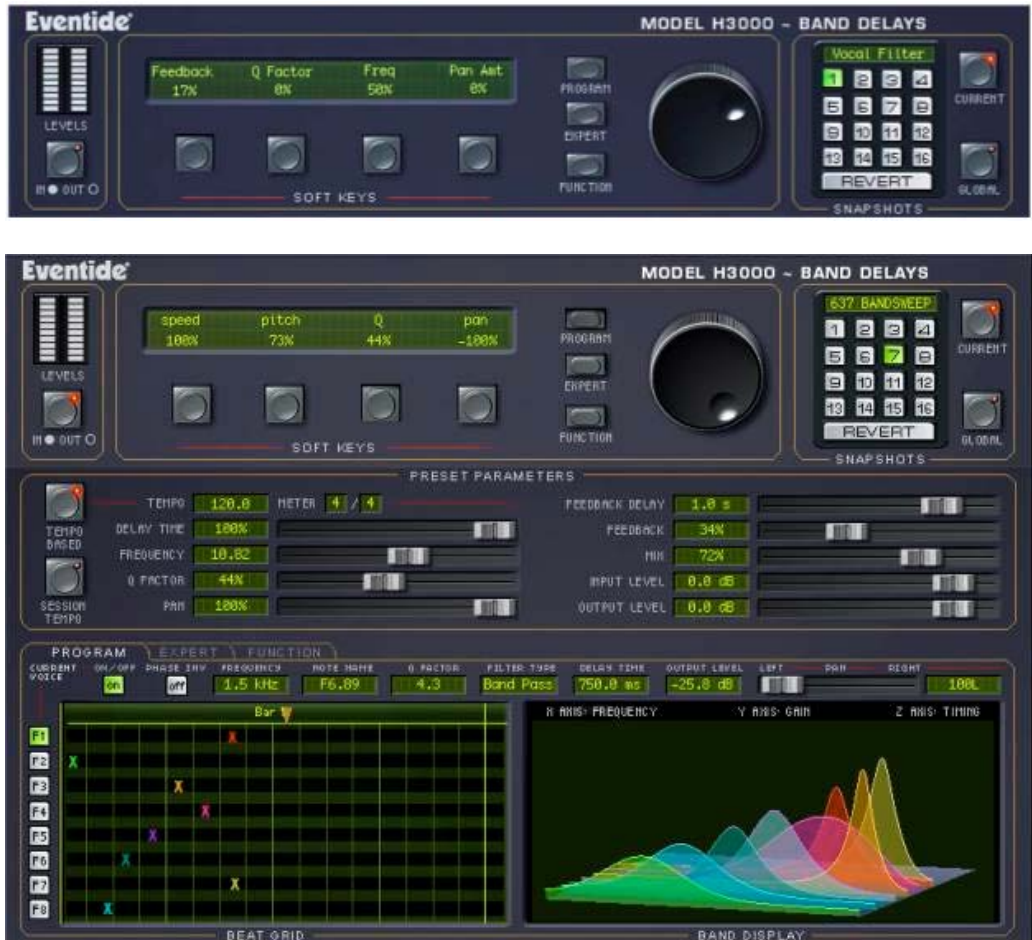 Eventide® MODEL H3000 ~ BAND DELAYS
Feedback Q Factor Freq Pan Amt
17% 0% 50% 0%
Vocal Filter
1 2 3 4
5 6 7 8
9 10 11 12
13 14 15 16
REVERT
CURRENT
GLOBAL
LEVELS
PROGRAM
EXPERT
FUNCTION
IN OUT
SOFT KEYS
SNAPSHOTS
Eventide® MODEL H3000 ~ BAND DELAYS
speed pitch Q pan
100% 73% 44% -100%
637 BANDSWEEP
1 2 3 4
5 6 7 8
9 10 11 12
13 14 15 16
REVERT
CURRENT
GLOBAL
LEVELS
PROGRAM
EXPERT
FUNCTION
IN OUT
SOFT KEYS
SNAPSHOTS
PRESET PARAMETERS
TEMPO BASED
SESSION TEMPO
TEMPO 120.0 METER 4 / 4
DELAY TIME 100%
FREQUENCY 10.82
Q FACTOR 44%
PAN 100%
FEEDBACK DELAY 1.0 s
FEEDBACK 34%
MIX 72%
INPUT LEVEL 0.0 dB
OUTPUT LEVEL 0.0 dB
PROGRAM EXPERT FUNCTION
CURRENT VOICE ON/OFF PHASE INV FREQUENCY NOTE NAME Q FACTOR FILTER TYPE DELAY TIME OUTPUT LEVEL LEFT PAN RIGHT
on off 1.5 kHz F6.89 4.3 Band Pass 750.0 ms -25.8 dB 100L
Bar
F1
F2
F3
F4
F5
F6
F7
F8
X AXIS: FREQUENCY Y AXIS: GAIN Z AXIS: TIMING
BEAT GRID
BAND DISPLAY